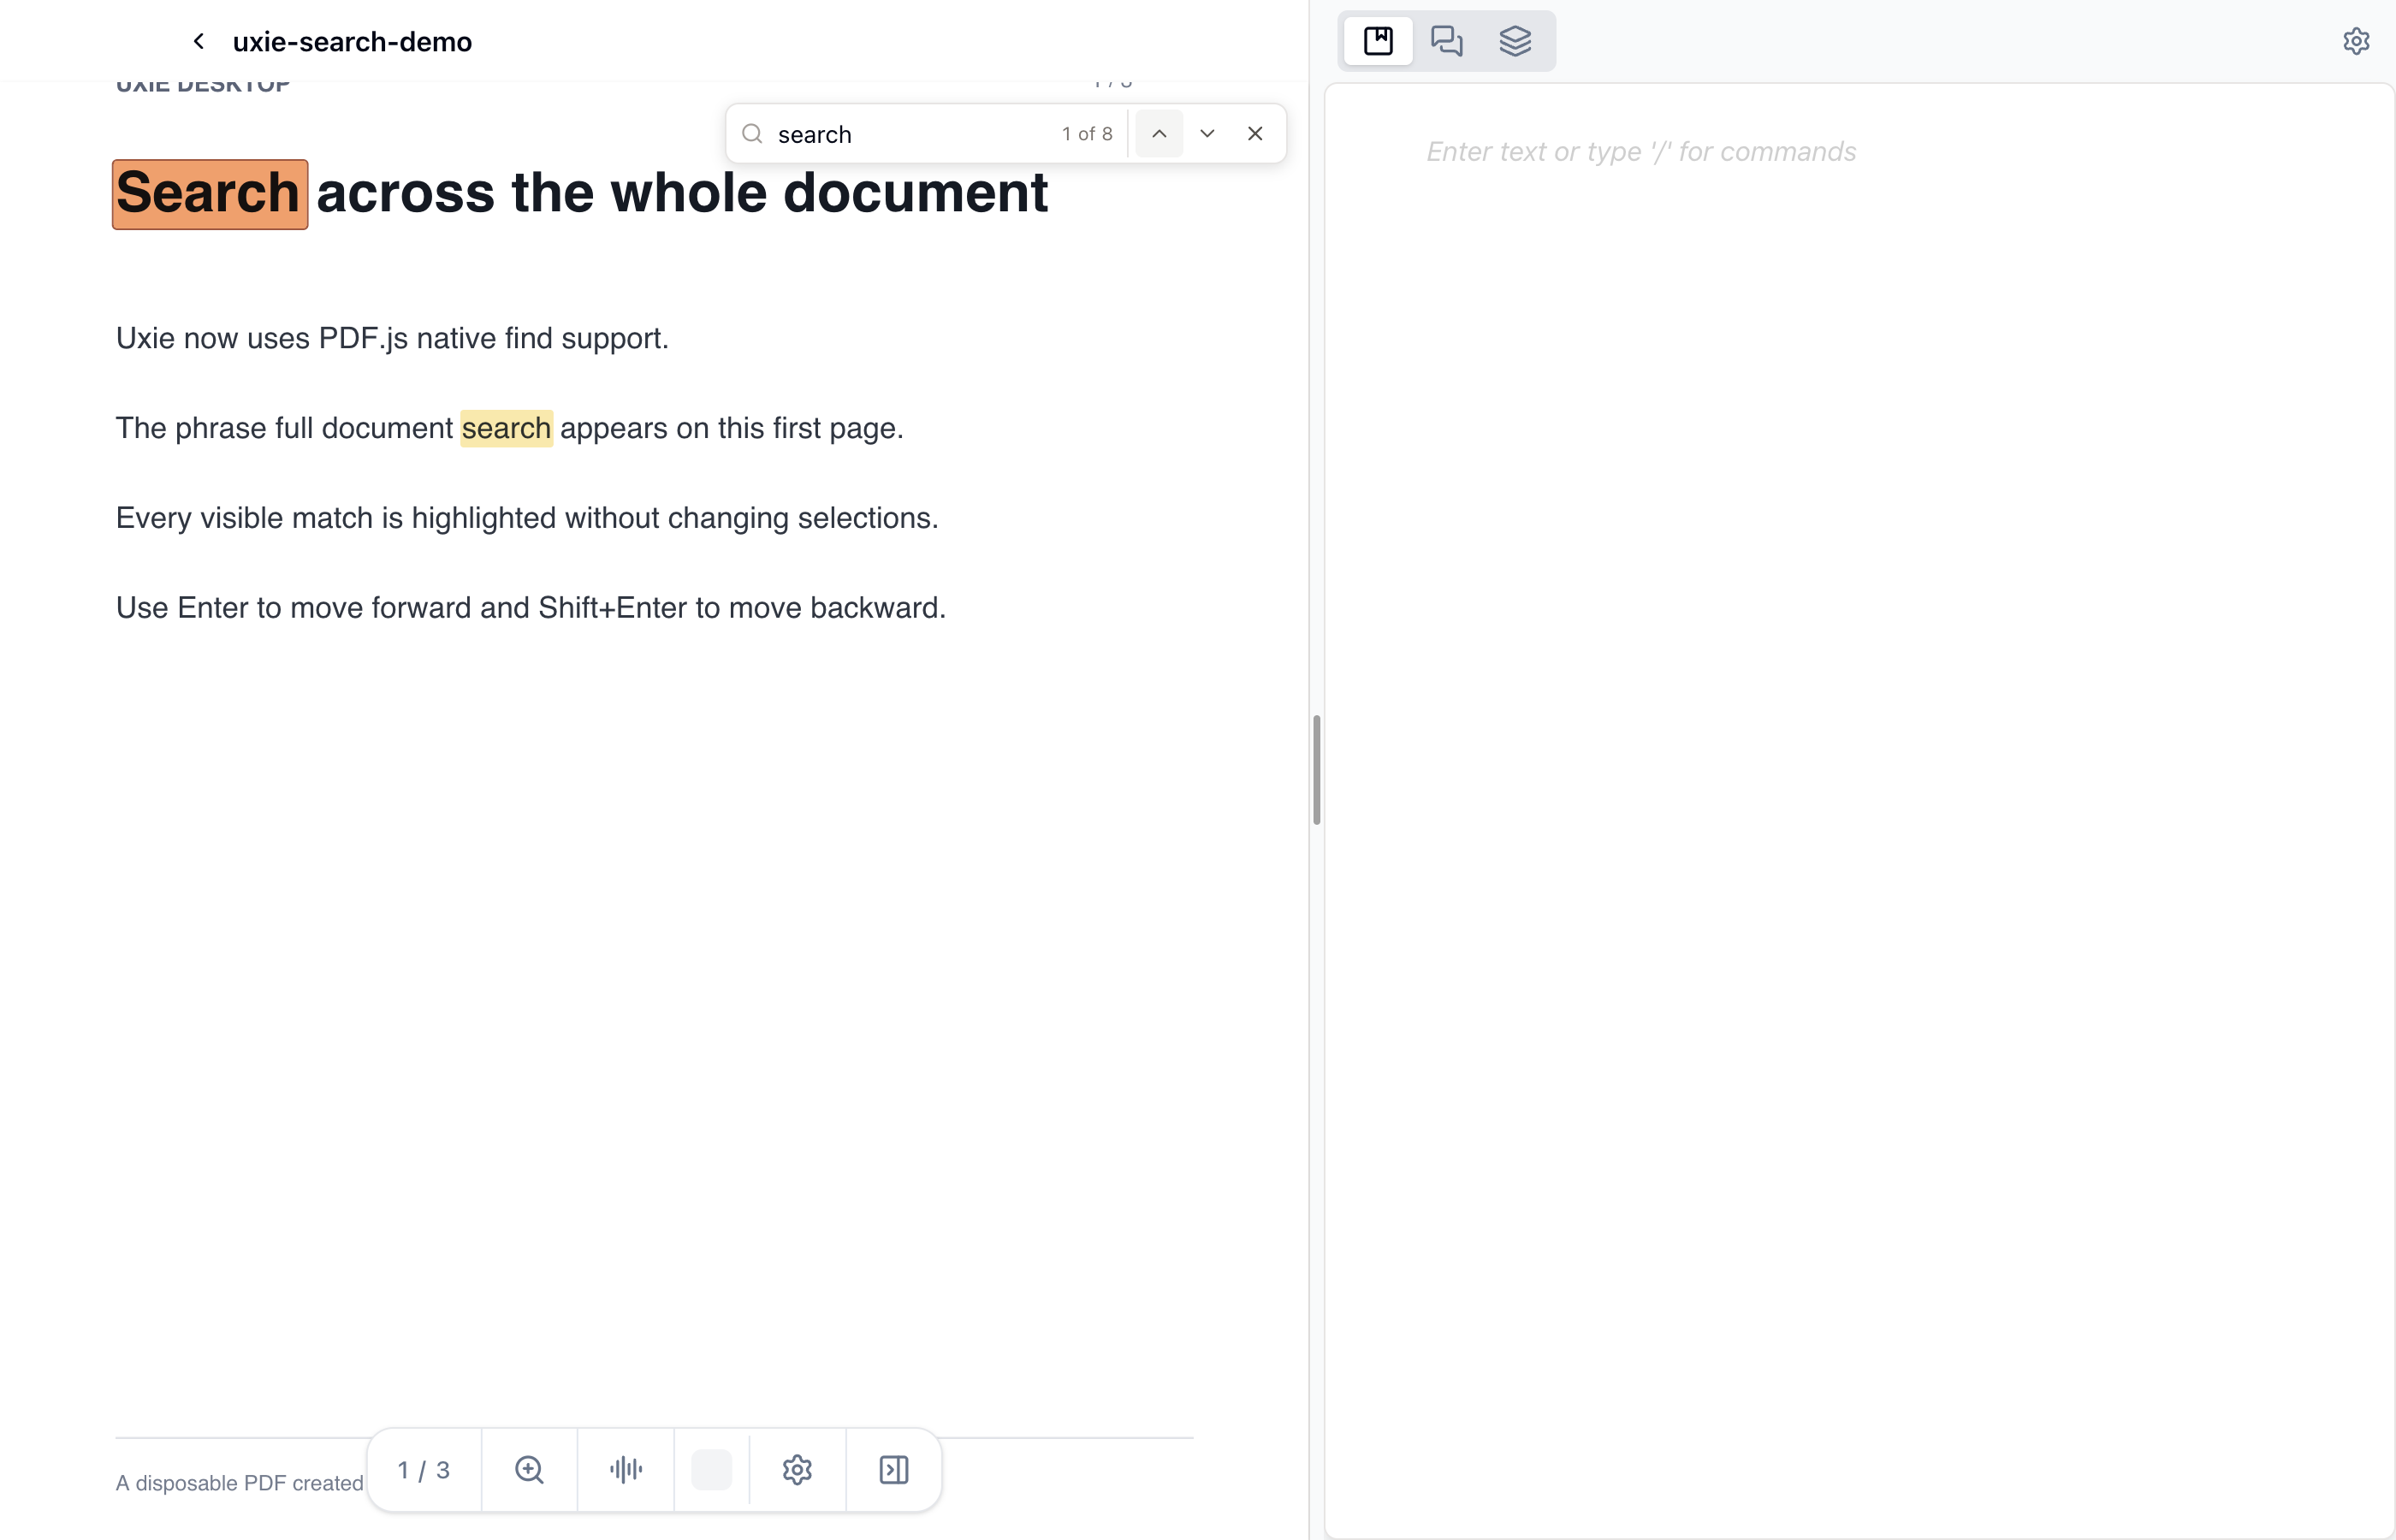 uxie-search-demo
UXIE DESKTOP
search
1 of 8
Search across the whole document
Uxie now uses PDF.js native find support.
The phrase full document search appears on this first page.
Every visible match is highlighted without changing selections.
Use Enter to move forward and Shift+Enter to move backward.
A disposable PDF created
1 / 3
Enter text or type '/' for commands